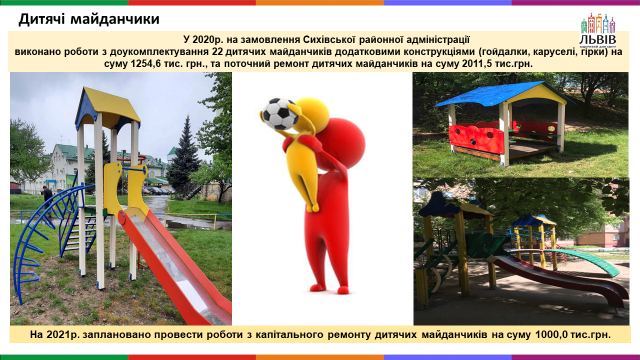 Дитячі майданчики
ЛЬВІВ
У 2020р. на замовлення Сихівської районної адміністрації
виконано роботи з доукомплектування 22 дитячих майданчиків додатковими конструкціями (гойдалки, каруселі, гірки) на
суму 1254,6 тис. грн., та поточний ремонт дитячих майданчиків на суму 2011,5 тис.грн.
На 2021р. заплановано провести роботи з капітального ремонту дитячих майданчиків на суму 1000,0 тис.грн.